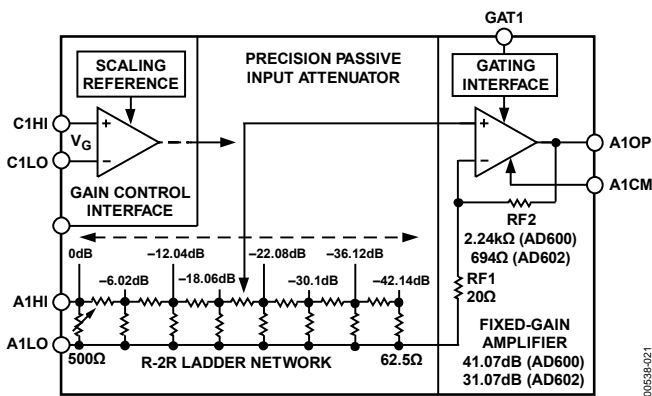 GAT1
SCALING
REFERENCE
PRECISION PASSIVE
INPUT ATTENUATOR
GATING
INTERFACE
C1HI
C1LO
+
VG
–
GAIN CONTROL
INTERFACE
+
–
A1OP
A1CM
RF2
2.24kΩ (AD600)
694Ω (AD602)
0dB
–12.04dB
–22.08dB
–36.12dB
–6.02dB
–18.06dB
–30.1dB
–42.14dB
RF1
20Ω
A1HI
A1LO
500Ω
R-2R LADDER NETWORK
62.5Ω
FIXED-GAIN
AMPLIFIER
41.07dB (AD600)
31.07dB (AD602)
00538-021